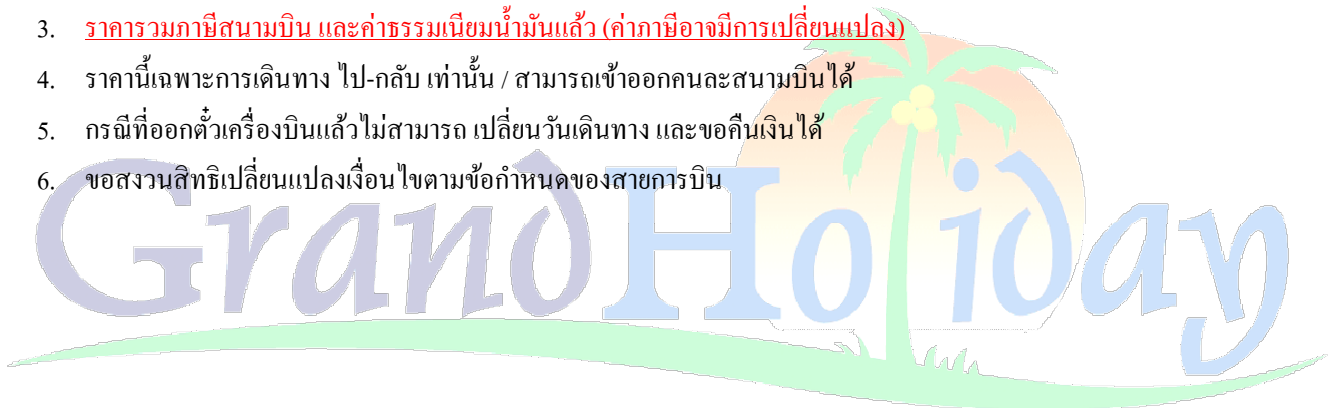 3. ราคารวมภาษีสนามบิน และค่าธรรมเนียมน้ำมันแล้ว (ค่าภาษีอาจมีการเปลี่ยนแปลง)
4. ราคานี้เฉพาะการเดินทาง ไป-กลับ เท่านั้น / สามารถเข้าออกคนละสนามบินได้
5. กรณีที่ออกตั๋วเครื่องบินแล้วไม่สามารถ เปลี่ยนวันเดินทาง และขอคืนเงินได้
6. ขอสงวนสิทธิเปลี่ยนแปลงเงื่อนไขตามข้อกำหนดของสายการบิน
GrandHoliday